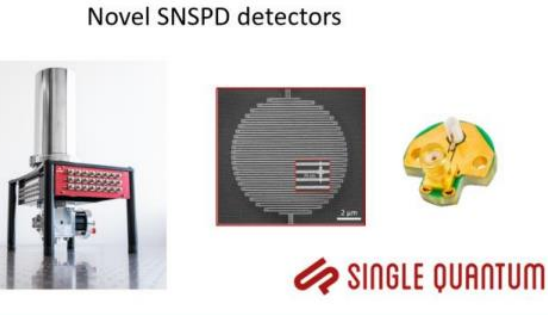 Novel SNSPD detectors
2 µm
SINGLE QUANTUM